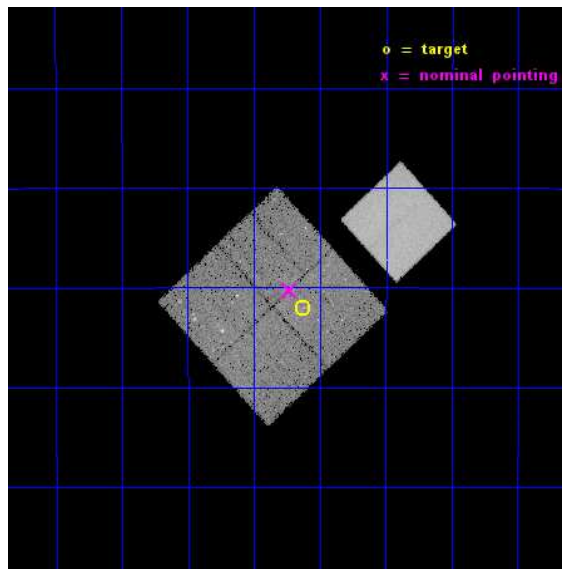 o = target
x = nominal pointing